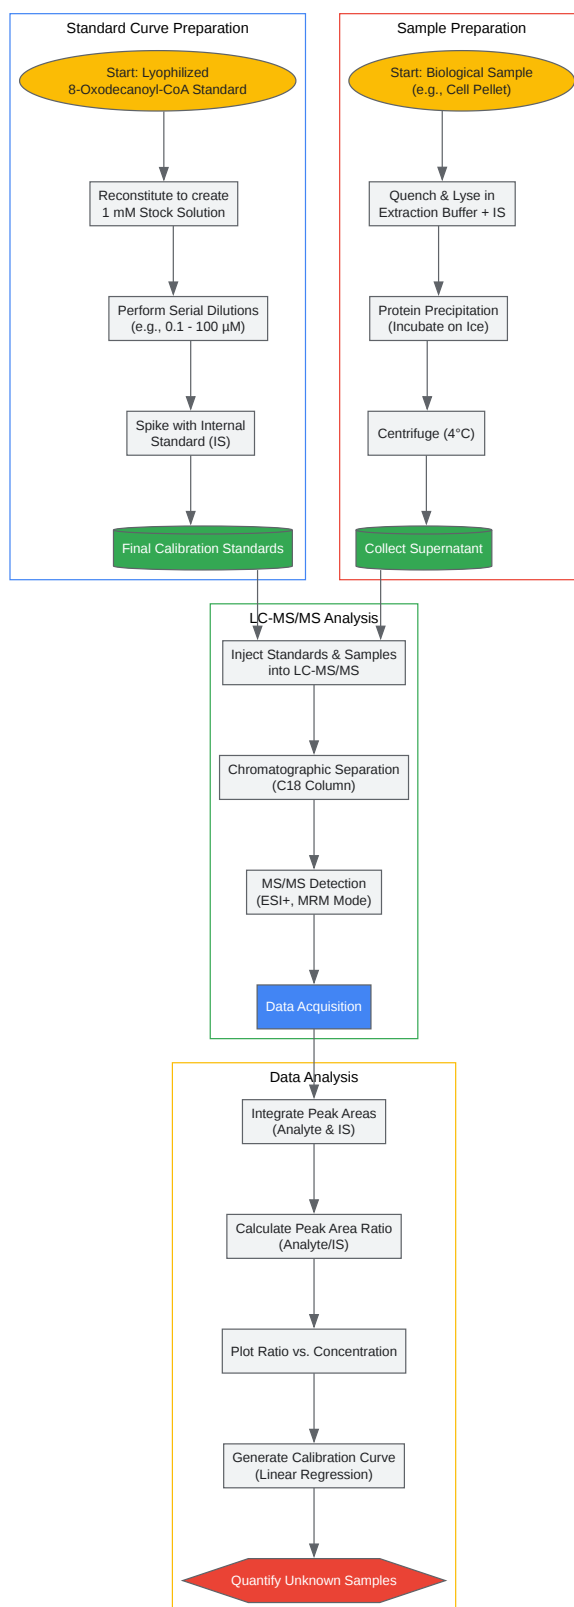 Standard Curve Preparation
Start: Lyophilized
8-Oxodecanoyl-CoA Standard
Reconstitute to create
1 mM Stock Solution
Perform Serial Dilutions
(e.g., 0.1 - 100 µM)
Spike with Internal
Standard (IS)
Final Calibration Standards
Sample Preparation
Start: Biological Sample
(e.g., Cell Pellet)
Quench & Lyse in
Extraction Buffer + IS
Protein Precipitation
(Incubate on Ice)
Centrifuge (4°C)
Collect Supernatant
LC-MS/MS Analysis
Inject Standards & Samples
into LC-MS/MS
Chromatographic Separation
(C18 Column)
MS/MS Detection
(ESI+, MRM Mode)
Data Acquisition
Data Analysis
Integrate Peak Areas
(Analyte & IS)
Calculate Peak Area Ratio
(Analyte/IS)
Plot Ratio vs. Concentration
Generate Calibration Curve
(Linear Regression)
Quantify Unknown Samples